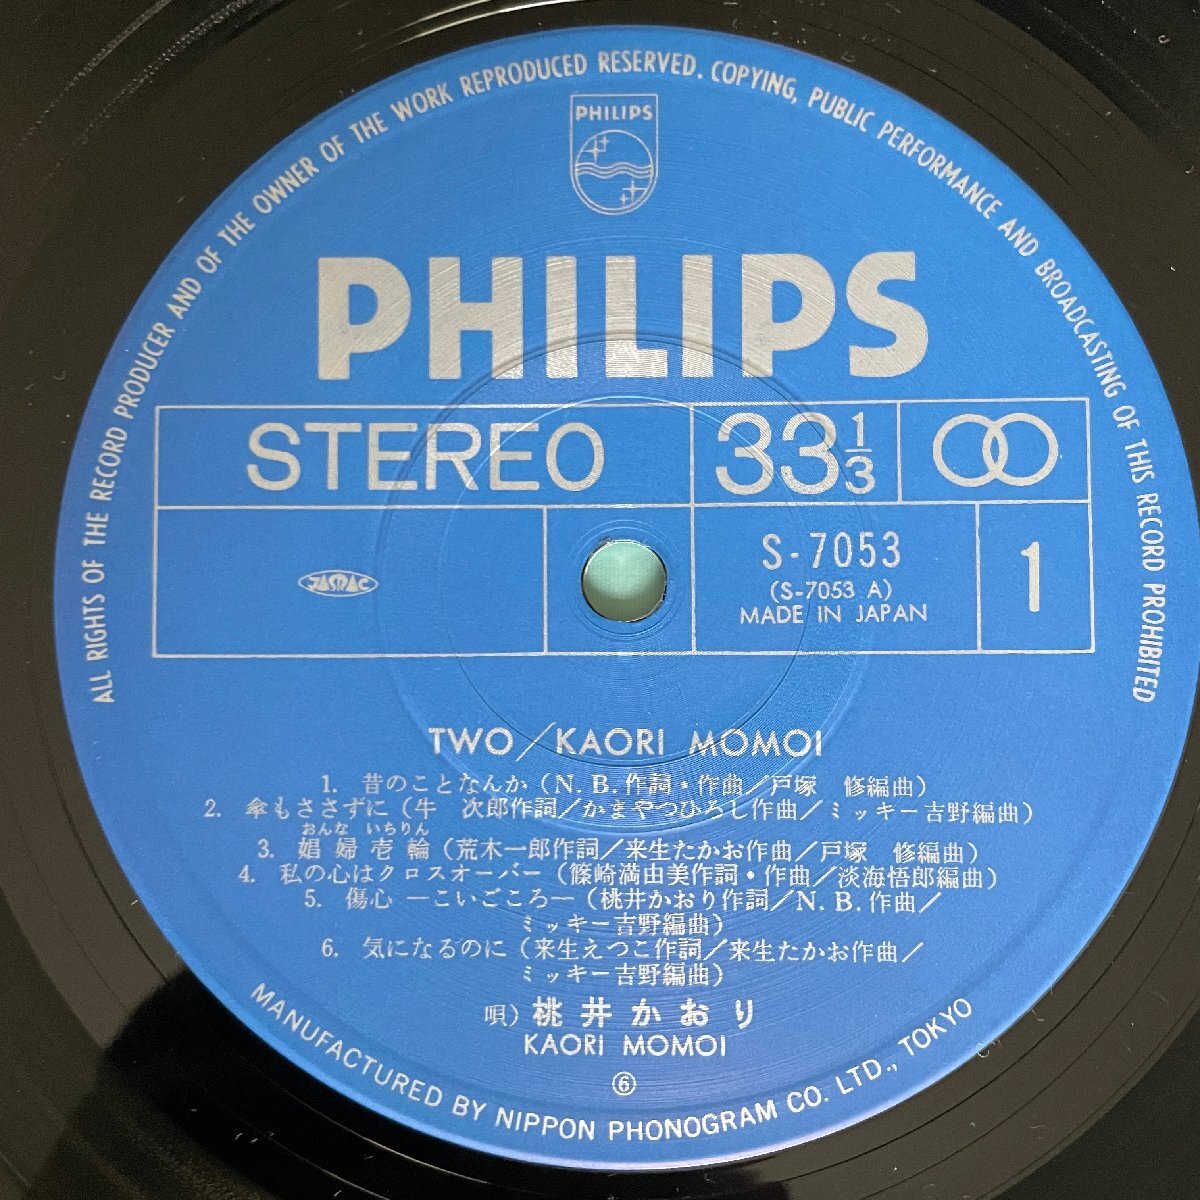 ALL RIGHTS OF THE RECORD PRODUCER AND OF THE OWNER OF THE WORK REPRODUCED RESERVED. COPYING, PUBLIC PERFORMANCE AND BROADCASTING OF THIS RECORD PROHIBITED
PHILIPS
PHILIPS
STEREO 33 1/3
S-7053
(S-7053 A)
MADE IN JAPAN
1
JASRAC
TWO/KAORI MOMOI
1. 昔のことなんか(N.B.作詞・作曲/戸塚 修編曲)
2. 傘もささずに(牛 次郎作詞/かまやつひろし作曲/ミッキー吉野編曲)
おんな いちりん
3. 娼婦壱輪(荒木一郎作詞/来生たかお作曲/戸塚 修編曲)
4. 私の心はクロスオーバー(篠崎満由美作詞・作曲/淡海悟郎編曲)
5. 傷心 ―こいごころ―(桃井かおり作詞/N.B.作曲/
ミッキー吉野編曲)
6. 気になるのに(来生えつこ作詞/来生たかお作曲/
ミッキー吉野編曲)
唄)桃井かおり
KAORI MOMOI
⑥
MANUFACTURED BY NIPPON PHONOGRAM CO. LTD., TOKYO